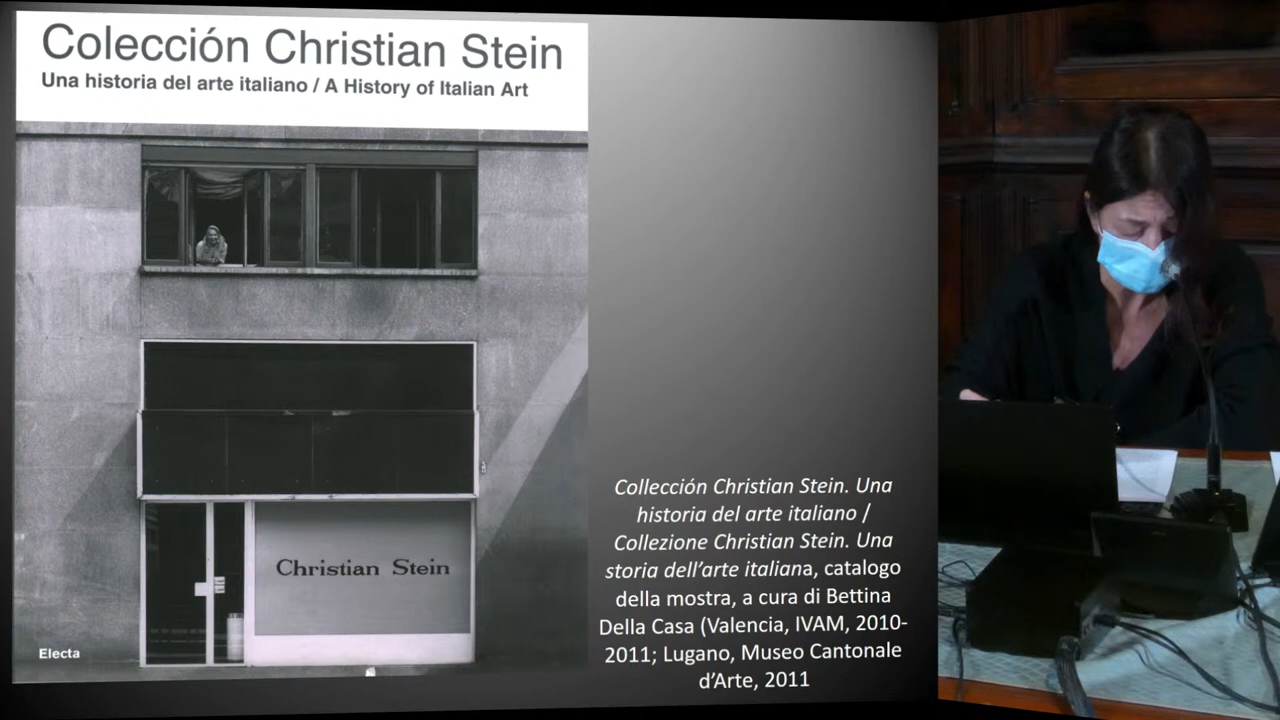 Colección Christian Stein
Una historia del arte italiano / A History of Italian Art
Christian Stein
Electa
Collección Christian Stein. Una
historia del arte italiano /
Collezione Christian Stein. Una
storia dell'arte italiana, catalogo
della mostra, a cura di Bettina
Della Casa (Valencia, IVAM, 2010-
2011; Lugano, Museo Cantonale
d'Arte, 2011